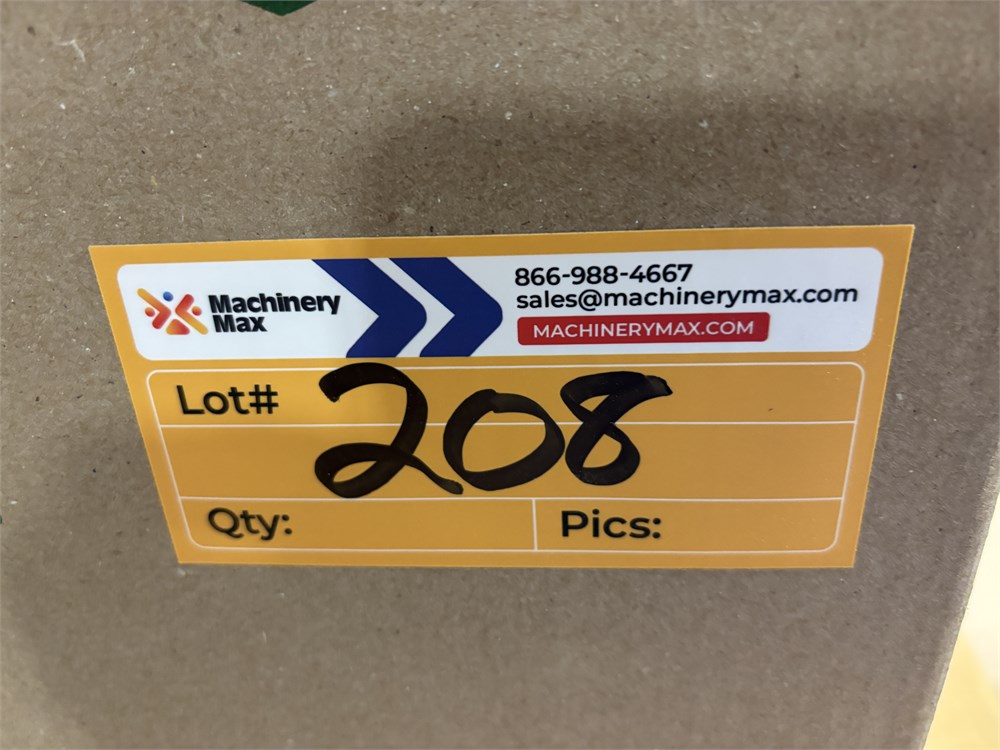 Machinery
Max
866-988-4667
sales@machinerymax.com
MACHINERYMAX.COM
Lot# 208
Qty:
Pics: